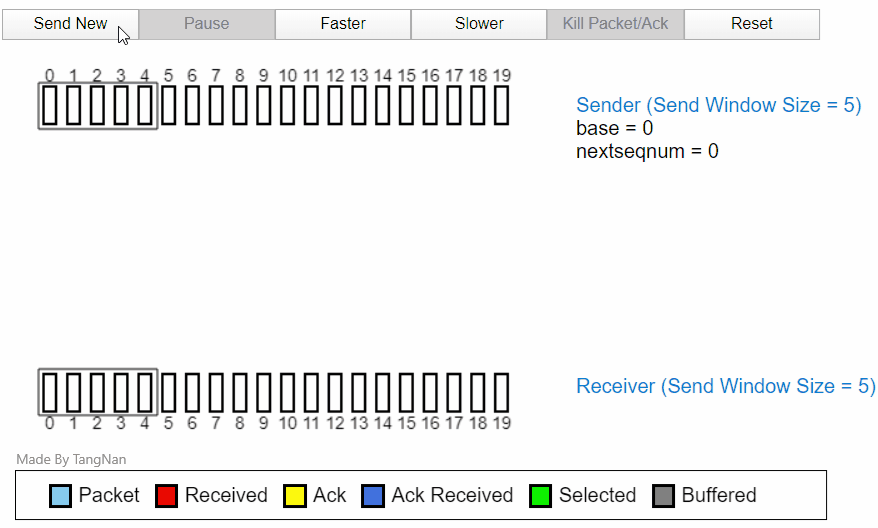 Send New Pause Faster Slower Kill Packet/Ack Reset
0 1 2 3 4 5 6 7 8 9 10 11 12 13 14 15 16 17 18 19
Sender (Send Window Size = 5)
base = 0
nextseqnum = 0
Receiver (Send Window Size = 5)
0 1 2 3 4 5 6 7 8 9 10 11 12 13 14 15 16 17 18 19
Made By TangNan
Packet Received Ack Ack Received Selected Buffered